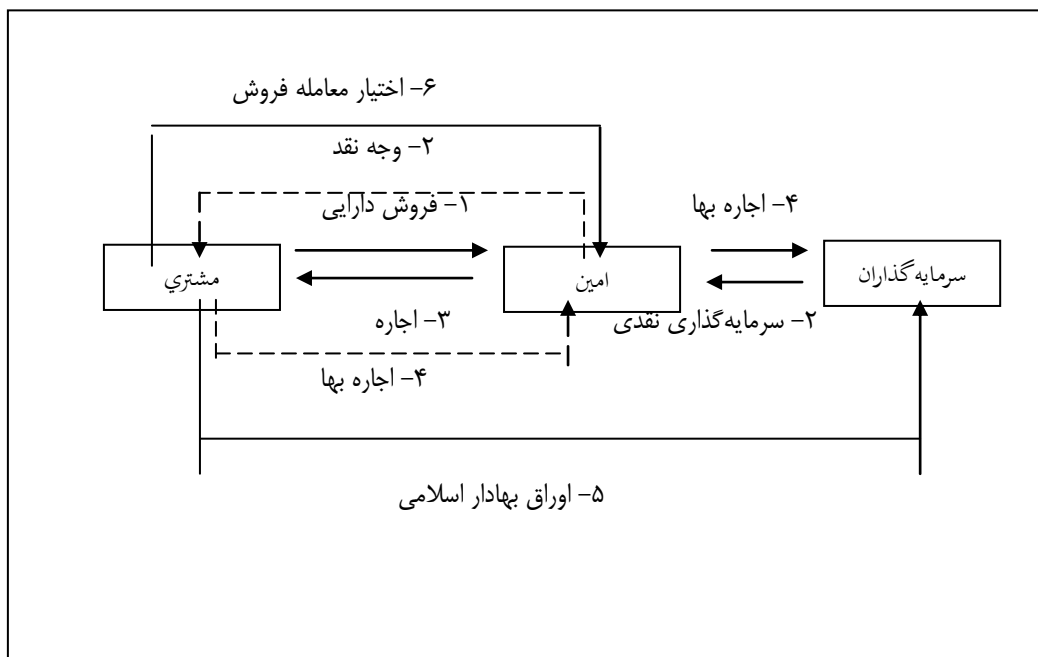 ۶- اختیار معامله فروش
۲- وجه نقد
۱- فروش دارایی
۴- اجاره بها
مشتري
امین
سرمایه‌گذاران
۳- اجاره
۲- سرمایه‌گذاری نقدی
۴- اجاره بها
۵- اوراق بهادار اسلامی